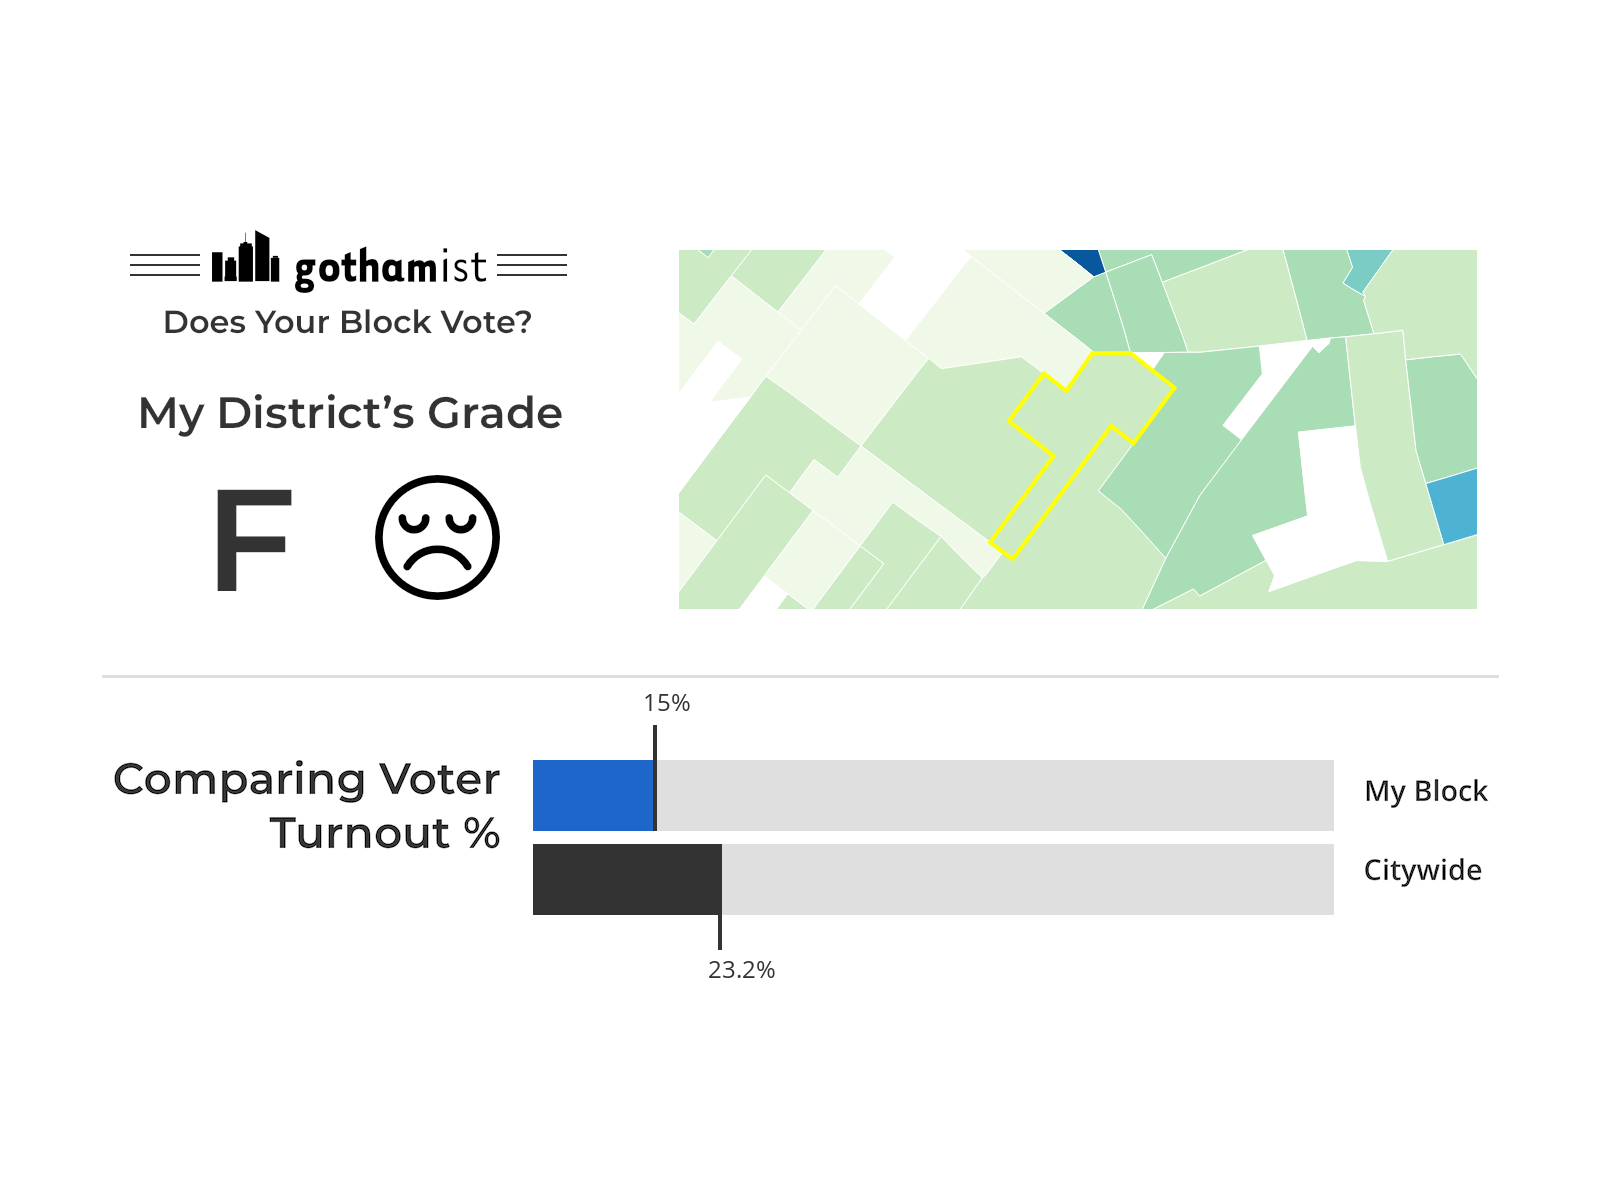 gothamist
Does Your Block Vote?
My District’s Grade
F
15%
Comparing Voter
Turnout %
My Block
Citywide
23.2%